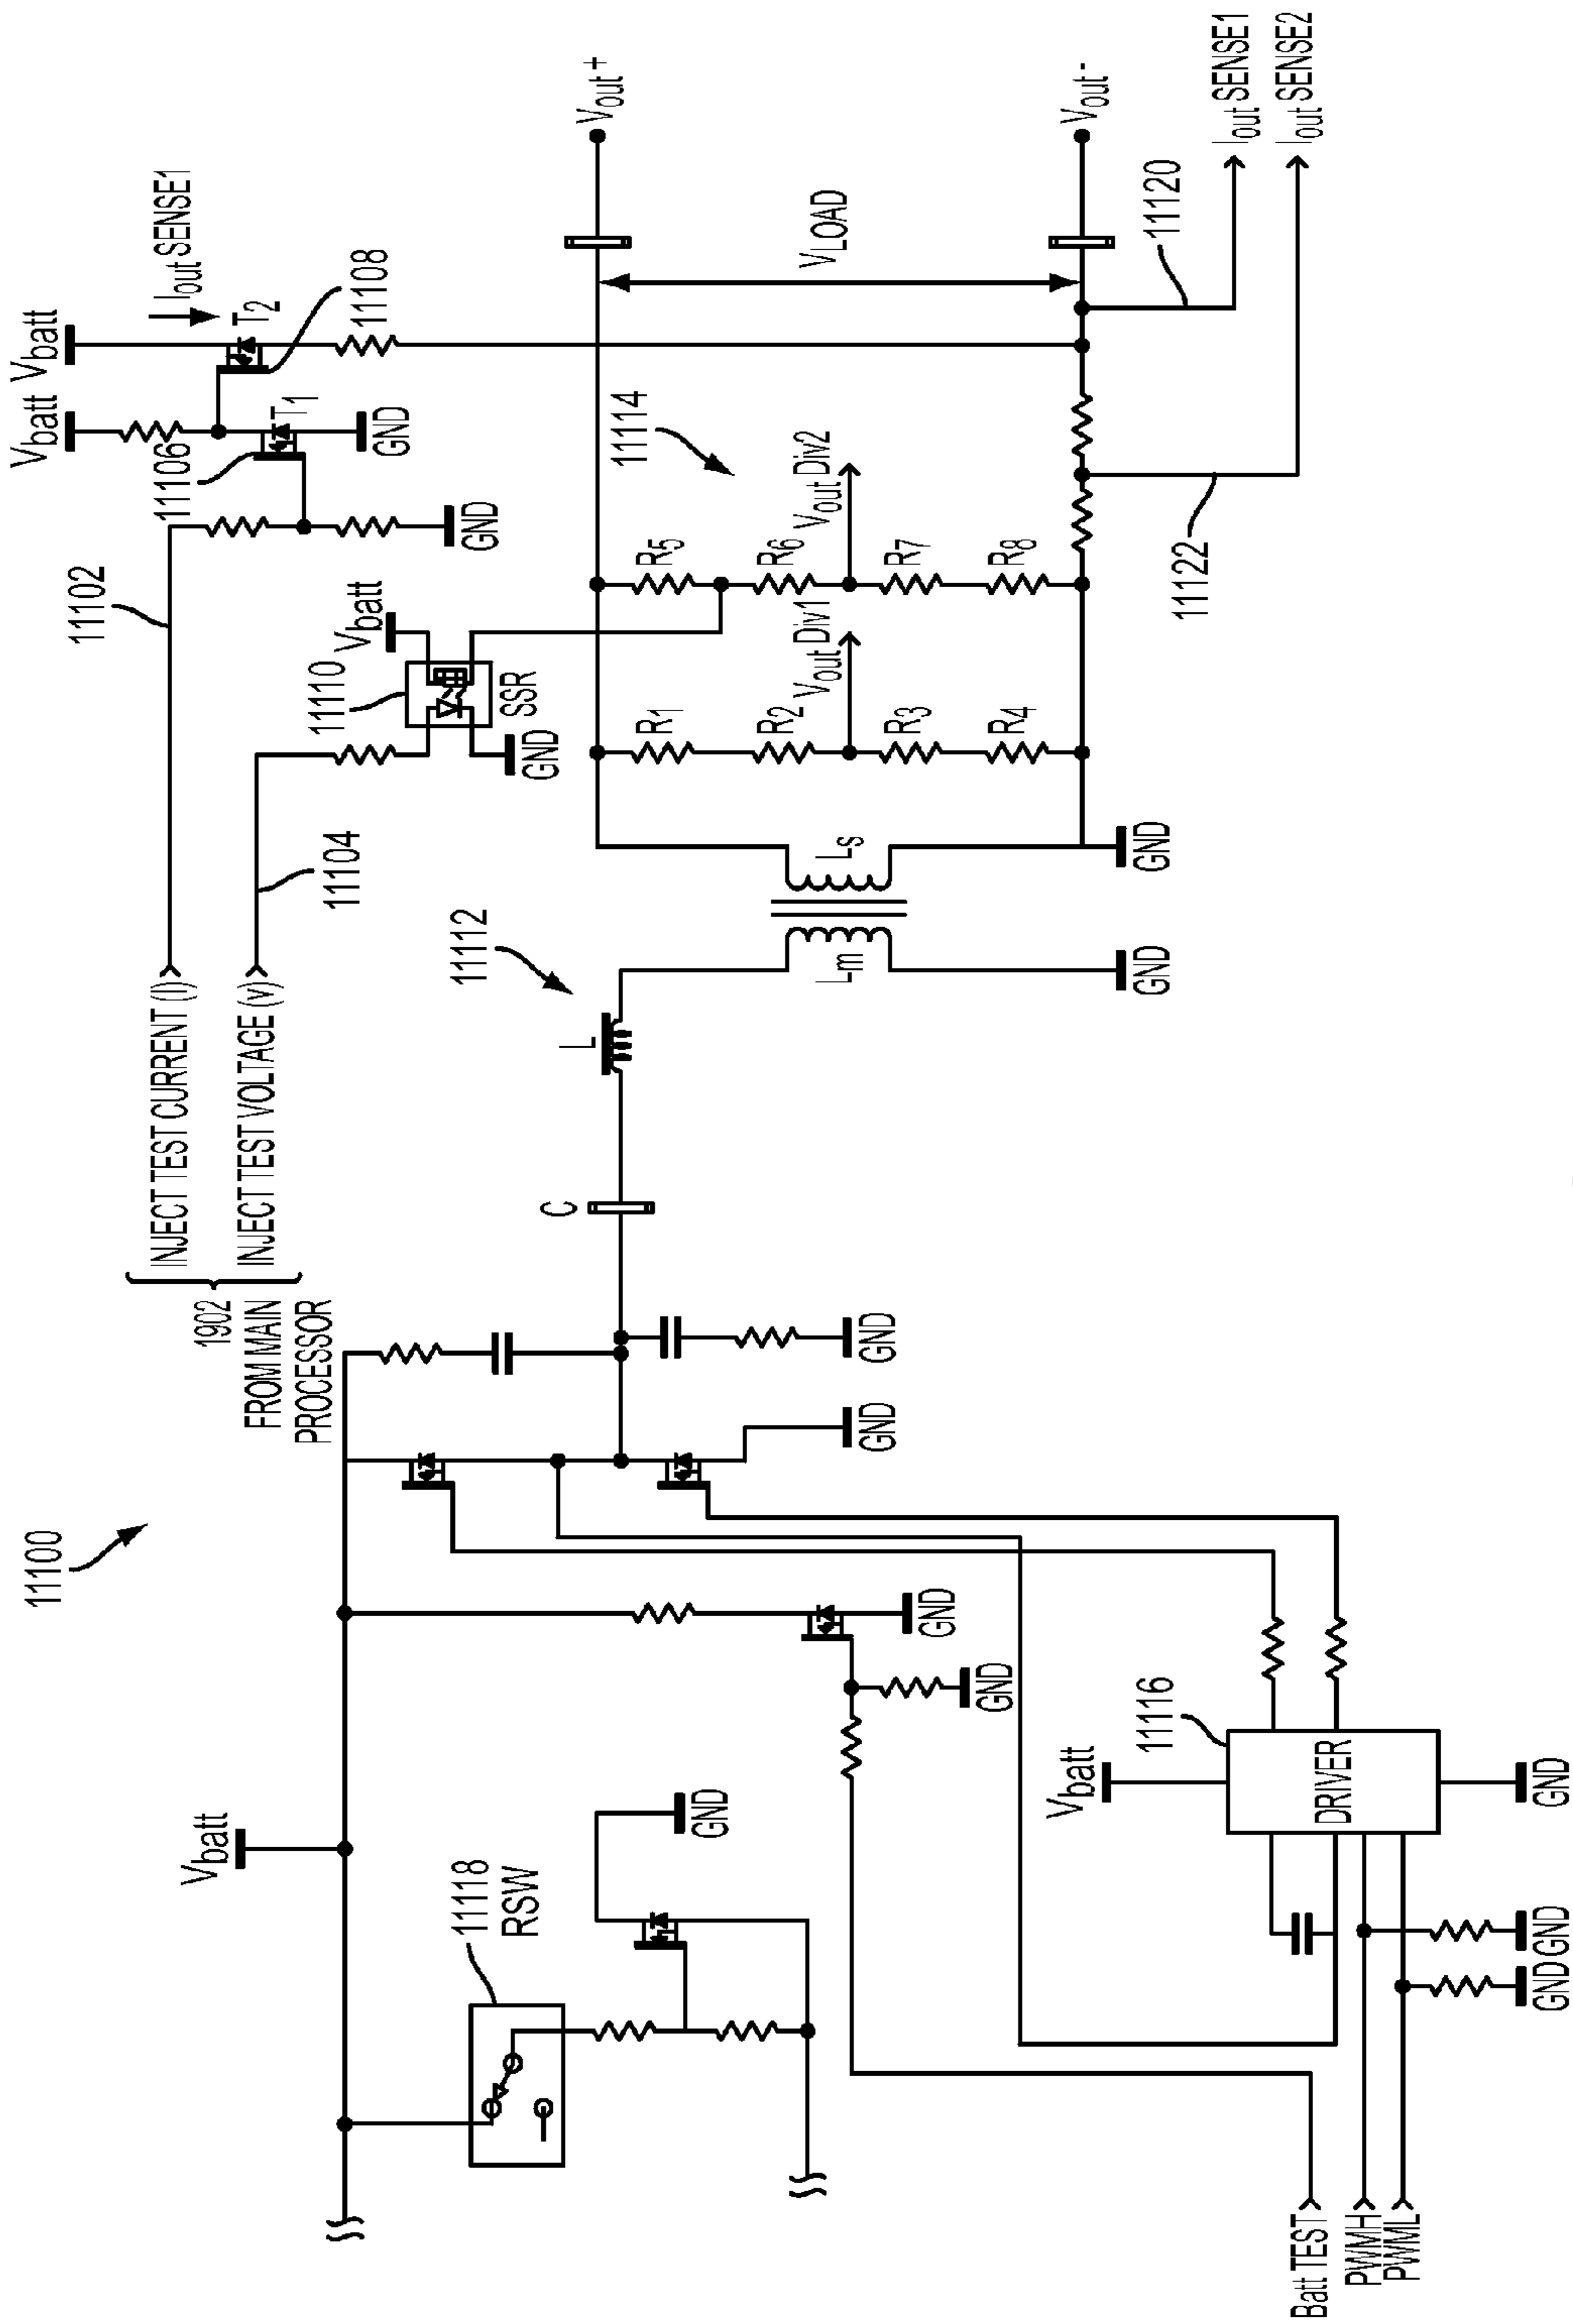 11100
Vbatt
11118
RSW
GND
GND
GND
Batt TEST
PWMH
PWML
Vbatt
11116
DRIVER
GND
GND
GND
1902
FROM MAIN
PROCESSOR
INJECT TEST CURRENT (I)
INJECT TEST VOLTAGE (v)
11102
11104
GND
GND
C
L
11112
Lm
Ls
GND
GND
11110
Vbatt
SSR
GND
Vbatt
Vbatt
11106
T1
GND
GND
Iout SENSE1
T2
11108
11114
R1
R2
R3
R4
Vout Div1
R5
R6
R7
R8
Vout Div2
VLOAD
Vout +
Vout -
11120
11122
Iout SENSE1
Iout SENSE2